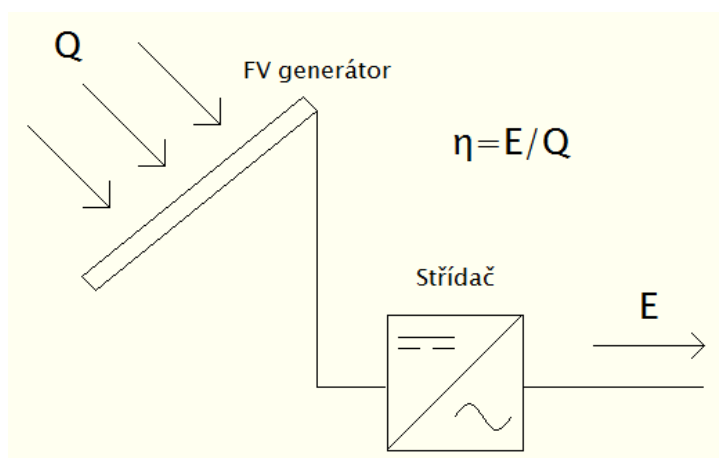 Q
FV generátor
η=E/Q
Střídač
E